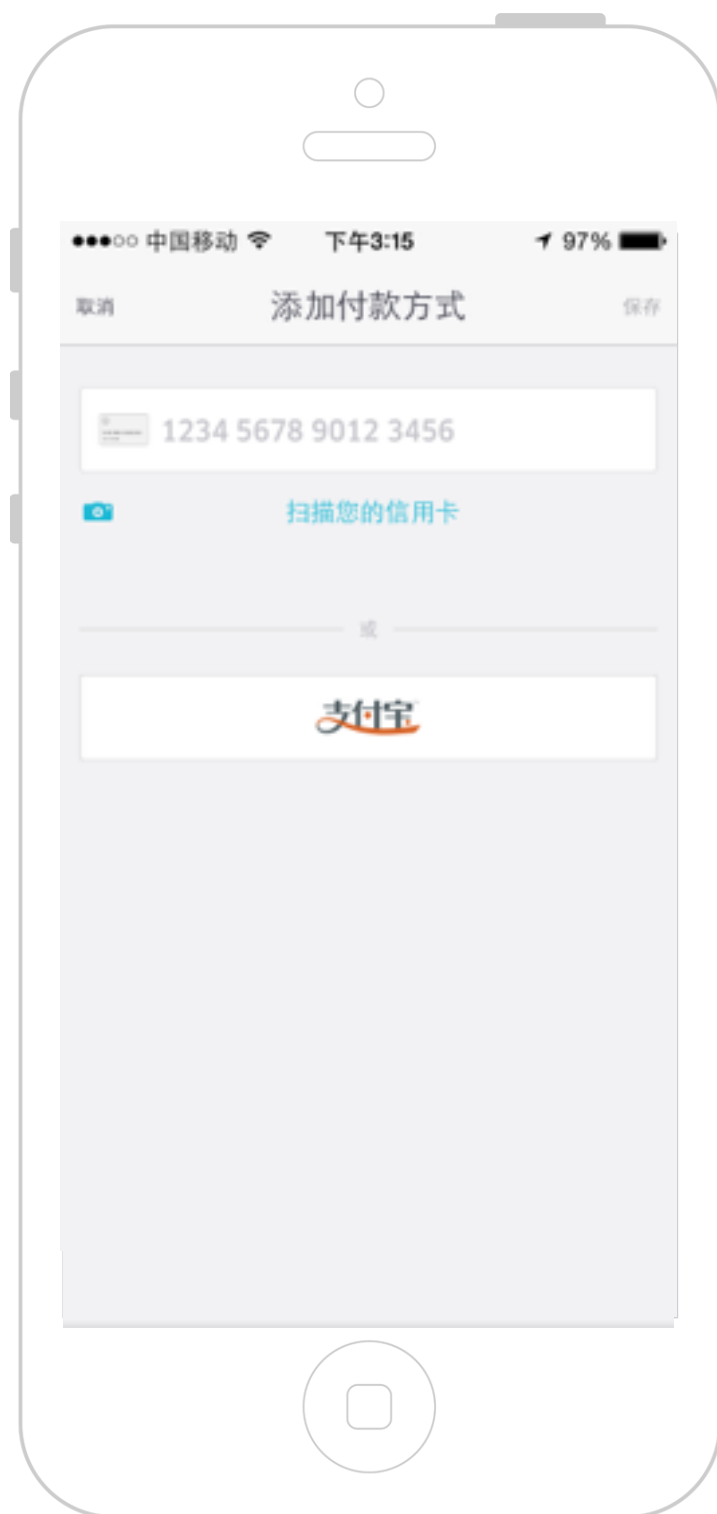 中国移动 下午3:15 97%
取消 添加付款方式 保存
1234 5678 9012 3456
扫描您的信用卡
或
支付宝